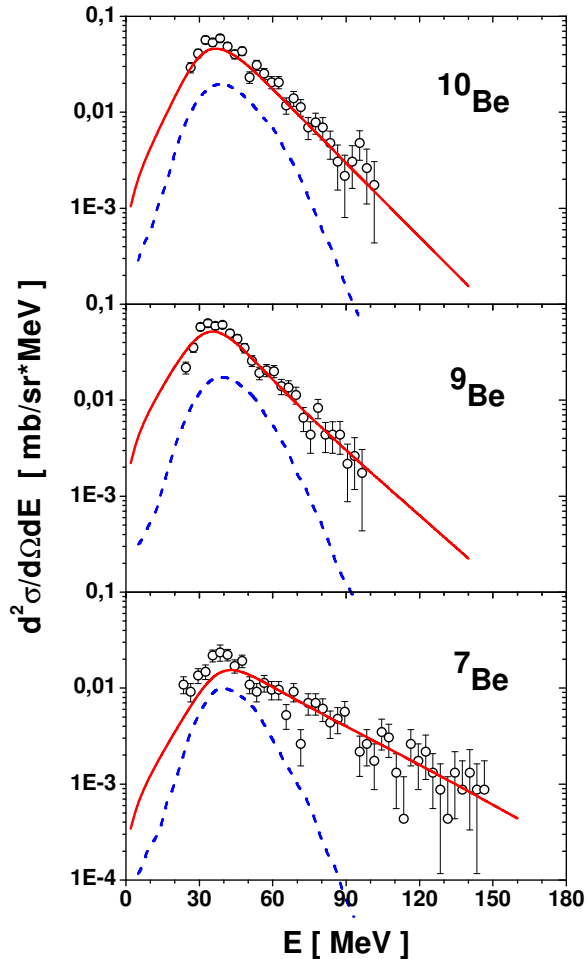 0,1
10Be
0,01
1E-3
0,1
9Be
0,01
1E-3
0,1
7Be
0,01
1E-3
1E-4
0 30 60 90 120 150 180
E [ MeV ]
d²σ/dΩdE [ mb/sr*MeV ]